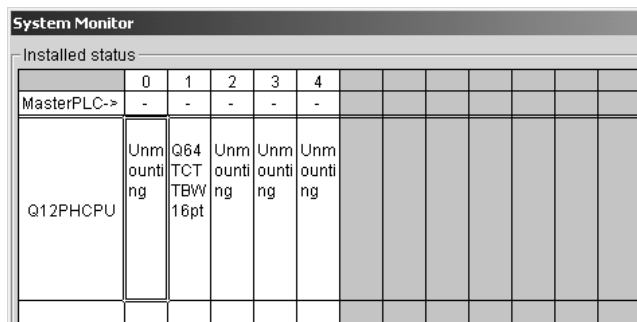 System Monitor
Installed status
0 1 2 3 4
MasterPLC-> - - - - -
Q12PHCPU
Unm
ounti
ng
Q64
TCT
TBW
16pt
Unm
ounti
ng
Unm
ounti
ng
Unm
ounti
ng